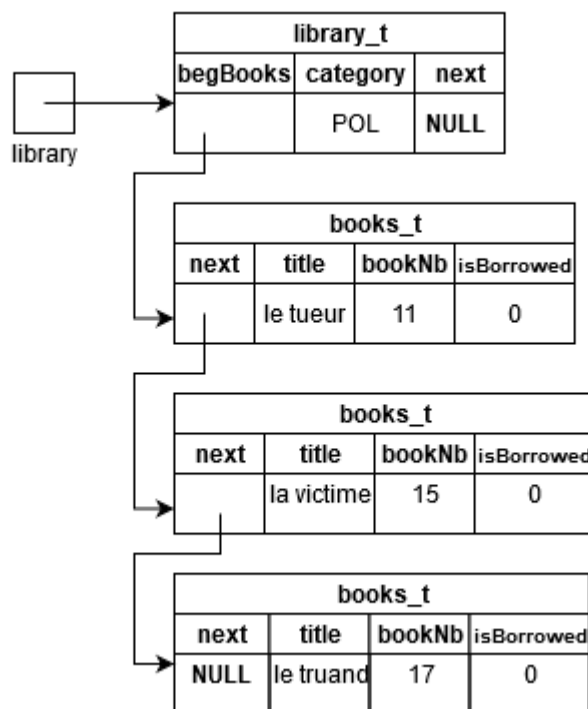 library_t
begBooks category next
POL NULL
library
books_t
next title bookNb isBorrowed
le tueur 11 0
books_t
next title bookNb isBorrowed
la victime 15 0
books_t
next title bookNb isBorrowed
NULL le truand 17 0